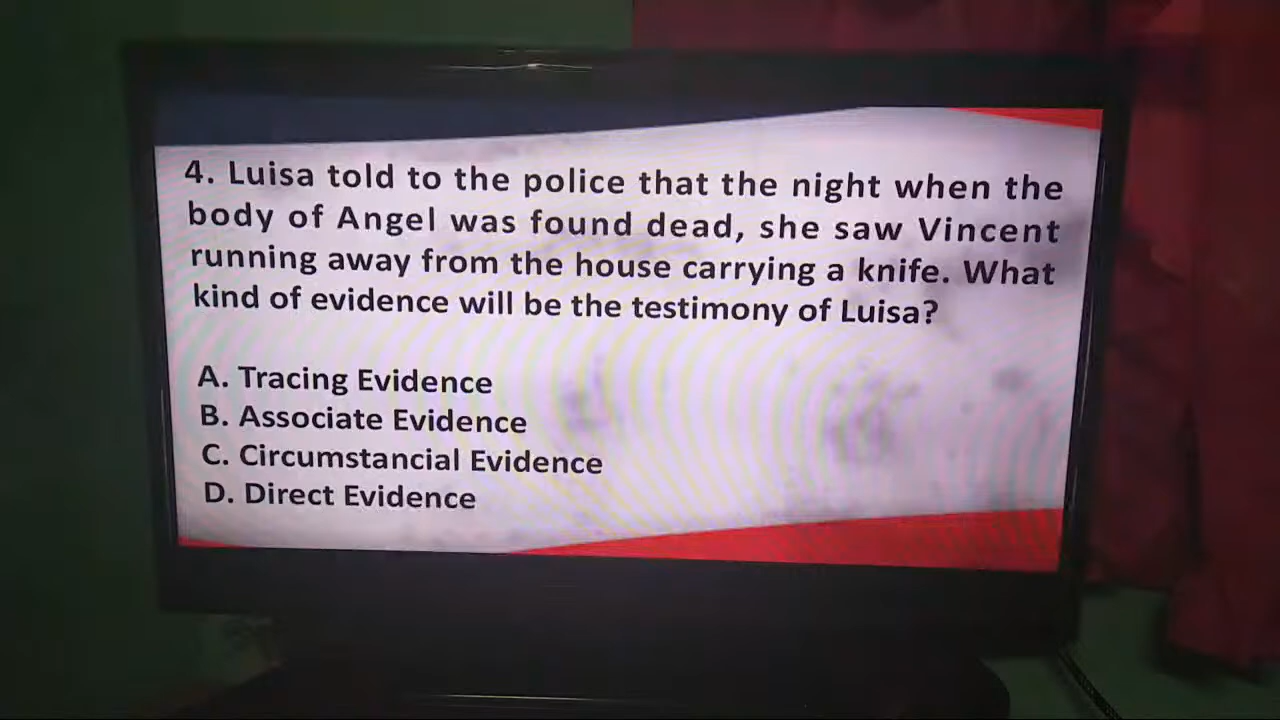 4. Luisa told to the police that the night when the
body of Angel was found dead, she saw Vincent
running away from the house carrying a knife. What
kind of evidence will be the testimony of Luisa?
A. Tracing Evidence
B. Associate Evidence
C. Circumstancial Evidence
D. Direct Evidence